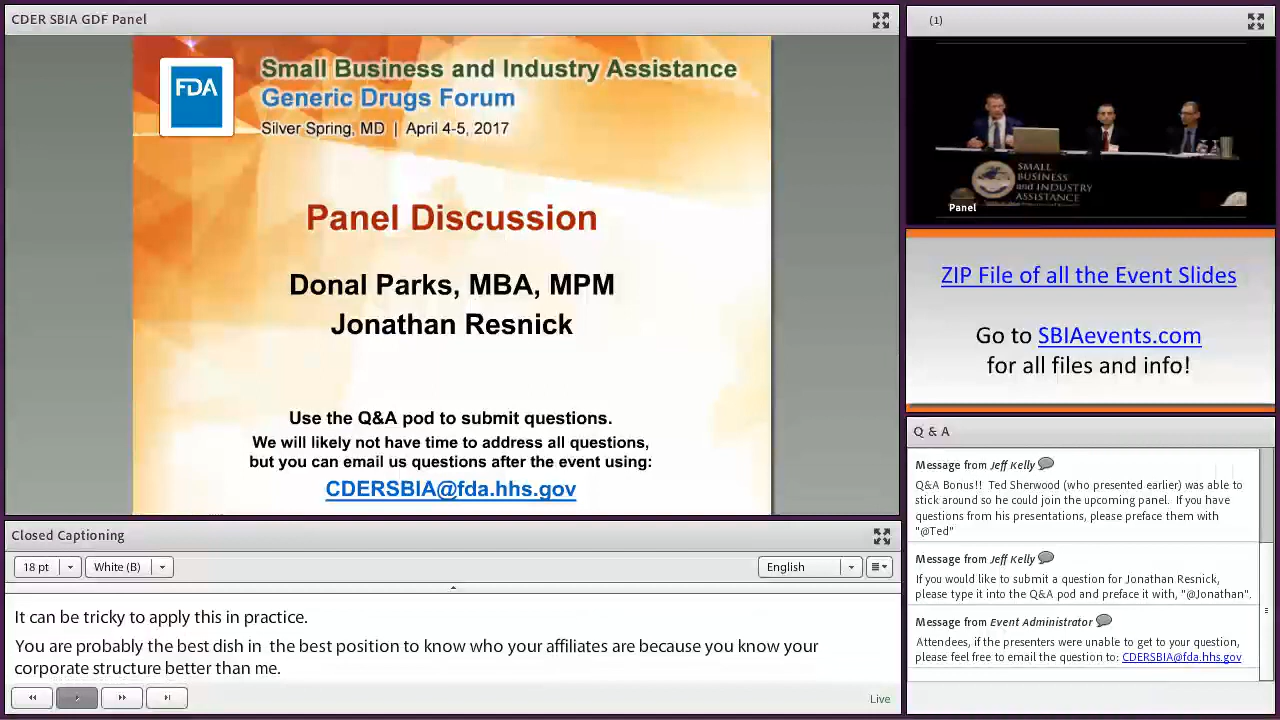 CDER SBIA GDF Panel
FDA
Small Business and Industry Assistance
Generic Drugs Forum
Silver Spring, MD | April 4-5, 2017
Panel Discussion
Donal Parks, MBA, MPM
Jonathan Resnick
Use the Q&A pod to submit questions.
We will likely not have time to address all questions,
but you can email us questions after the event using:
CDERSBIA@fda.hhs.gov
Closed Captioning
18 pt
White (B)
English
It can be tricky to apply this in practice.
You are probably the best dish in  the best position to know who your affiliates are because you know your
corporate structure better than me.
Live
(1)
SMALL
BUSINESS
and INDUSTRY
ASSISTANCE
Panel
ZIP File of all the Event Slides
Go to SBIAevents.com
for all files and info!
Q & A
Message from Jeff Kelly
Q&A Bonus!!  Ted Sherwood (who presented earlier) was able to
stick around so he could join the upcoming panel.  If you have
questions from his presentations, please preface them with
"@Ted"
Message from Jeff Kelly
If you would like to submit a question for Jonathan Resnick,
please type it into the Q&A pod and preface it with, "@Jonathan".
Message from Event Administrator
Attendees, if the presenters were unable to get to your question,
please feel free to email the question to: CDERSBIA@fda.hhs.gov